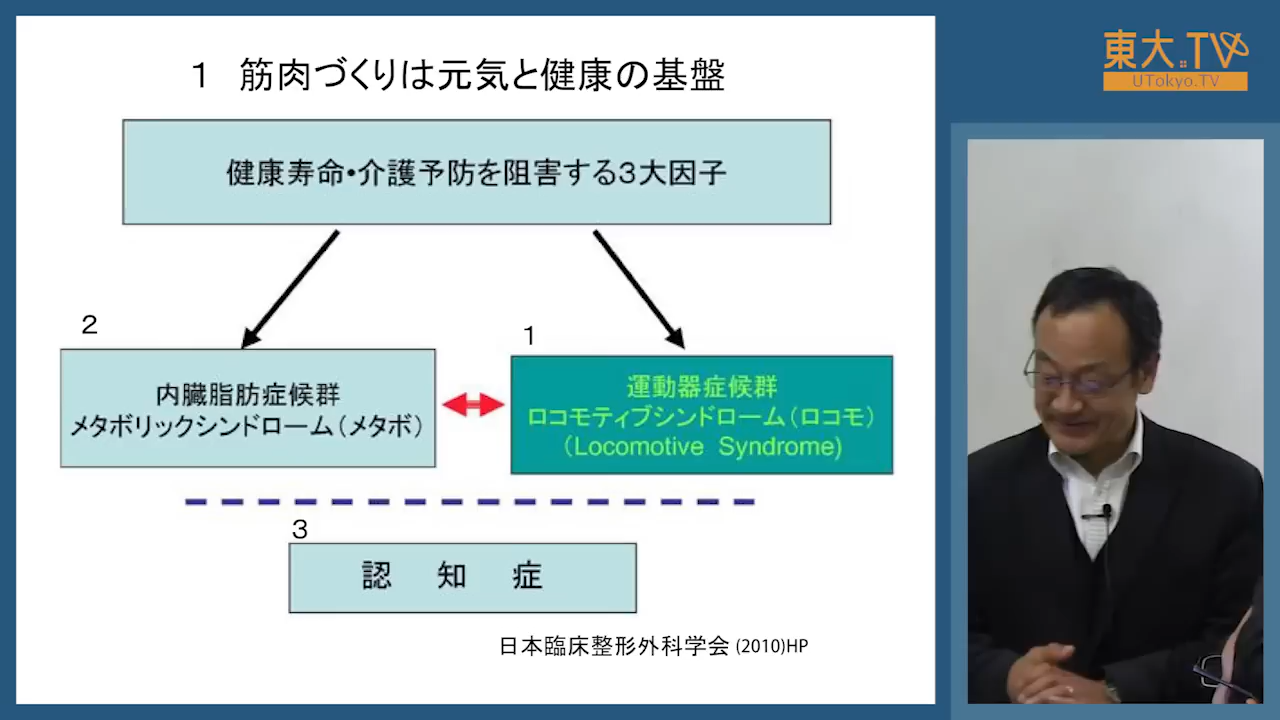 1 筋肉づくりは元気と健康の基盤
健康寿命・介護予防を阻害する3大因子
2
内臓脂肪症候群
メタボリックシンドローム(メタボ)
1
運動器症候群
ロコモティブシンドローム(ロコモ)
(Locomotive Syndrome)
3
認 知 症
日本臨床整形外科学会 (2010)HP
東大.TV
UTokyo.TV